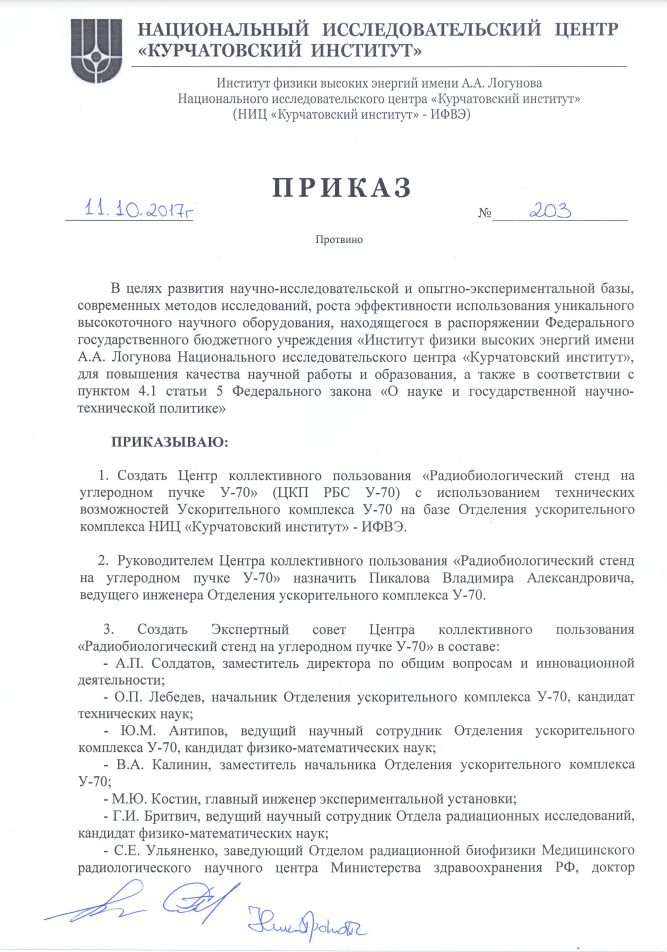 НАЦИОНАЛЬНЫЙ ИССЛЕДОВАТЕЛЬСКИЙ ЦЕНТР
«КУРЧАТОВСКИЙ ИНСТИТУТ»
Институт физики высоких энергий имени А.А. Логунова
Национального исследовательского центра «Курчатовский институт»
(НИЦ «Курчатовский институт» - ИФВЭ)
ПРИКАЗ
11.10.2017г № 203
Протвино
В целях развития научно-исследовательской и опытно-экспериментальной базы,
современных методов исследований, роста эффективности использования уникального
высокоточного научного оборудования, находящегося в распоряжении Федерального
государственного бюджетного учреждения «Институт физики высоких энергий имени
А.А. Логунова Национального исследовательского центра «Курчатовский институт»,
для повышения качества научной работы и образования, а также в соответствии с
пунктом 4.1 статьи 5 Федерального закона «О науке и государственной научно-
технической политике»
ПРИКАЗЫВАЮ:
1. Создать Центр коллективного пользования «Радиобиологический стенд на
углеродном пучке У-70» (ЦКП РБС У-70) с использованием технических
возможностей Ускорительного комплекса У-70 на базе Отделения ускорительного
комплекса НИЦ «Курчатовский институт» - ИФВЭ.
2. Руководителем Центра коллективного пользования «Радиобиологический стенд
на углеродном пучке У-70» назначить Пикалова Владимира Александровича,
ведущего инженера Отделения ускорительного комплекса У-70.
3. Создать Экспертный совет Центра коллективного пользования
«Радиобиологический стенд на углеродном пучке У-70» в составе:
- А.П. Солдатов, заместитель директора по общим вопросам и инновационной
деятельности;
- О.П. Лебедев, начальник Отделения ускорительного комплекса У-70, кандидат
технических наук;
- Ю.М. Антипов, ведущий научный сотрудник Отделения ускорительного
комплекса У-70, кандидат физико-математических наук;
- В.А. Калинин, заместитель начальника Отделения ускорительного комплекса
У-70;
- М.Ю. Костин, главный инженер экспериментальной установки;
- Г.И. Бритвич, ведущий научный сотрудник Отдела радиационных исследований,
кандидат физико-математических наук;
- С.Е. Ульяненко, заведующий Отделом радиационной биофизики Медицинского
радиологического научного центра Министерства здравоохранения РФ, доктор